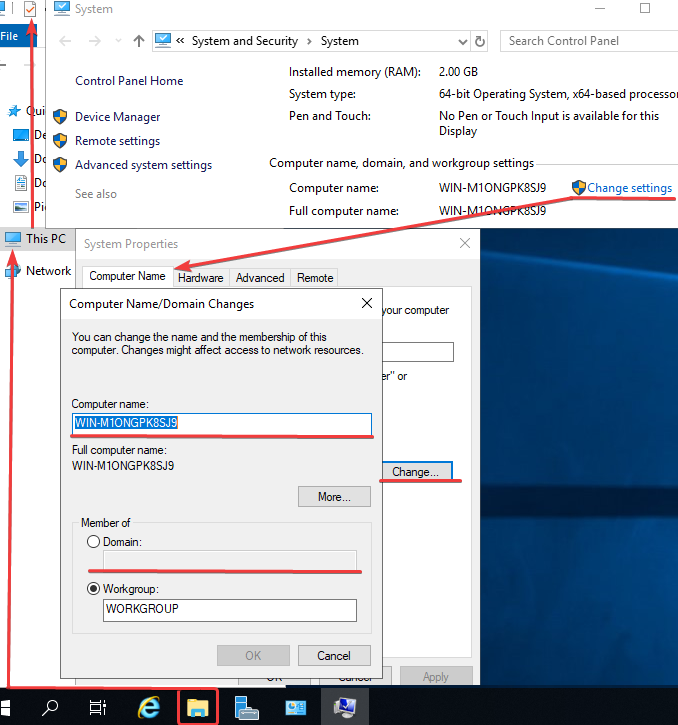 System
File
System and Security
System
Search Control Panel
Control Panel Home
Device Manager
Remote settings
Advanced system settings
See also
Installed memory (RAM): 2.00 GB
System type: 64-bit Operating System, x64-based processor
Pen and Touch: No Pen or Touch Input is available for this
Display
Computer name, domain, and workgroup settings
Computer name: WIN-M1ONGPK8SJ9
Change settings
Full computer name: WIN-M1ONGPK8SJ9
This PC
Network
System Properties
Computer Name Hardware Advanced Remote
your computer
or
Computer Name/Domain Changes
You can change the name and the membership of this
computer. Changes might affect access to network resources.
Computer name:
WIN-M1ONGPK8SJ9
Full computer name:
WIN-M1ONGPK8SJ9
More...
Change...
Member of
Domain:
Workgroup:
WORKGROUP
OK Cancel
Apply